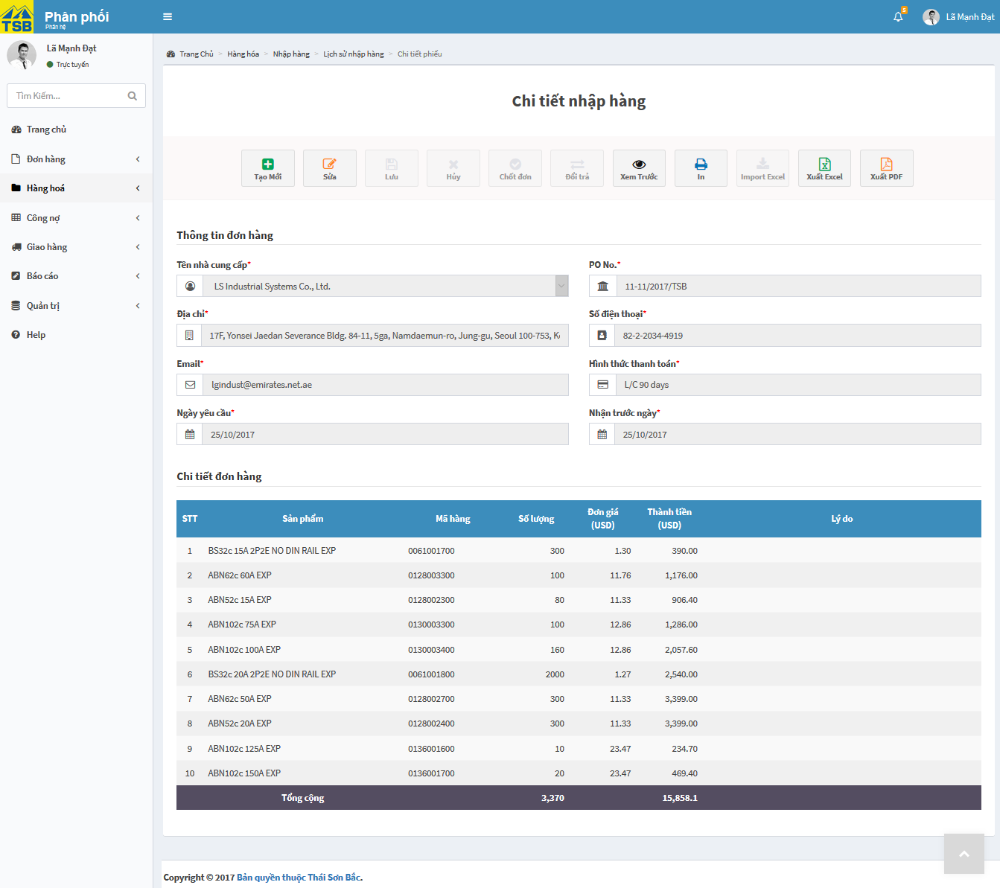 TSB
Phân phối
Phân hệ
5
Lã Mạnh Đạt
Lã Mạnh Đạt
Trực tuyến
Tìm Kiếm...
Trang chủ
Đơn hàng
Hàng hoá
Công nợ
Giao hàng
Báo cáo
Quản trị
Help
Trang Chủ > Hàng hóa > Nhập hàng > Lịch sử nhập hàng > Chi tiết phiếu
Chi tiết nhập hàng
Tạo Mới Sửa Lưu Hủy Chốt đơn Đổi trả Xem Trước In Import Excel Xuất Excel Xuất PDF
Thông tin đơn hàng
Tên nhà cung cấp* PO No.*
LS Industrial Systems Co., Ltd. 11-11/2017/TSB
Địa chỉ* Số điện thoại*
17F, Yonsei Jaedan Severance Bldg. 84-11, 5ga, Namdaemun-ro, Jung-gu, Seoul 100-753, K 82-2-2034-4919
Email* Hình thức thanh toán*
lgindust@emirates.net.ae L/C 90 days
Ngày yêu cầu* Nhận trước ngày*
25/10/2017 25/10/2017
Chi tiết đơn hàng
STT Sản phẩm Mã hàng Số lượng Đơn giá (USD) Thành tiền (USD) Lý do
1 BS32c 15A 2P2E NO DIN RAIL EXP 0061001700 300 1.30 390.00
2 ABN62c 60A EXP 0128003300 100 11.76 1,176.00
3 ABN52c 15A EXP 0128002300 80 11.33 906.40
4 ABN102c 75A EXP 0130003300 100 12.86 1,286.00
5 ABN102c 100A EXP 0130003400 160 12.86 2,057.60
6 BS32c 20A 2P2E NO DIN RAIL EXP 0061001800 2000 1.27 2,540.00
7 ABN62c 50A EXP 0128002700 300 11.33 3,399.00
8 ABN52c 20A EXP 0128002400 300 11.33 3,399.00
9 ABN102c 125A EXP 0136001600 10 23.47 234.70
10 ABN102c 150A EXP 0136001700 20 23.47 469.40
Tổng cộng 3,370 15,858.1
Copyright © 2017 Bản quyền thuộc Thái Sơn Bắc.